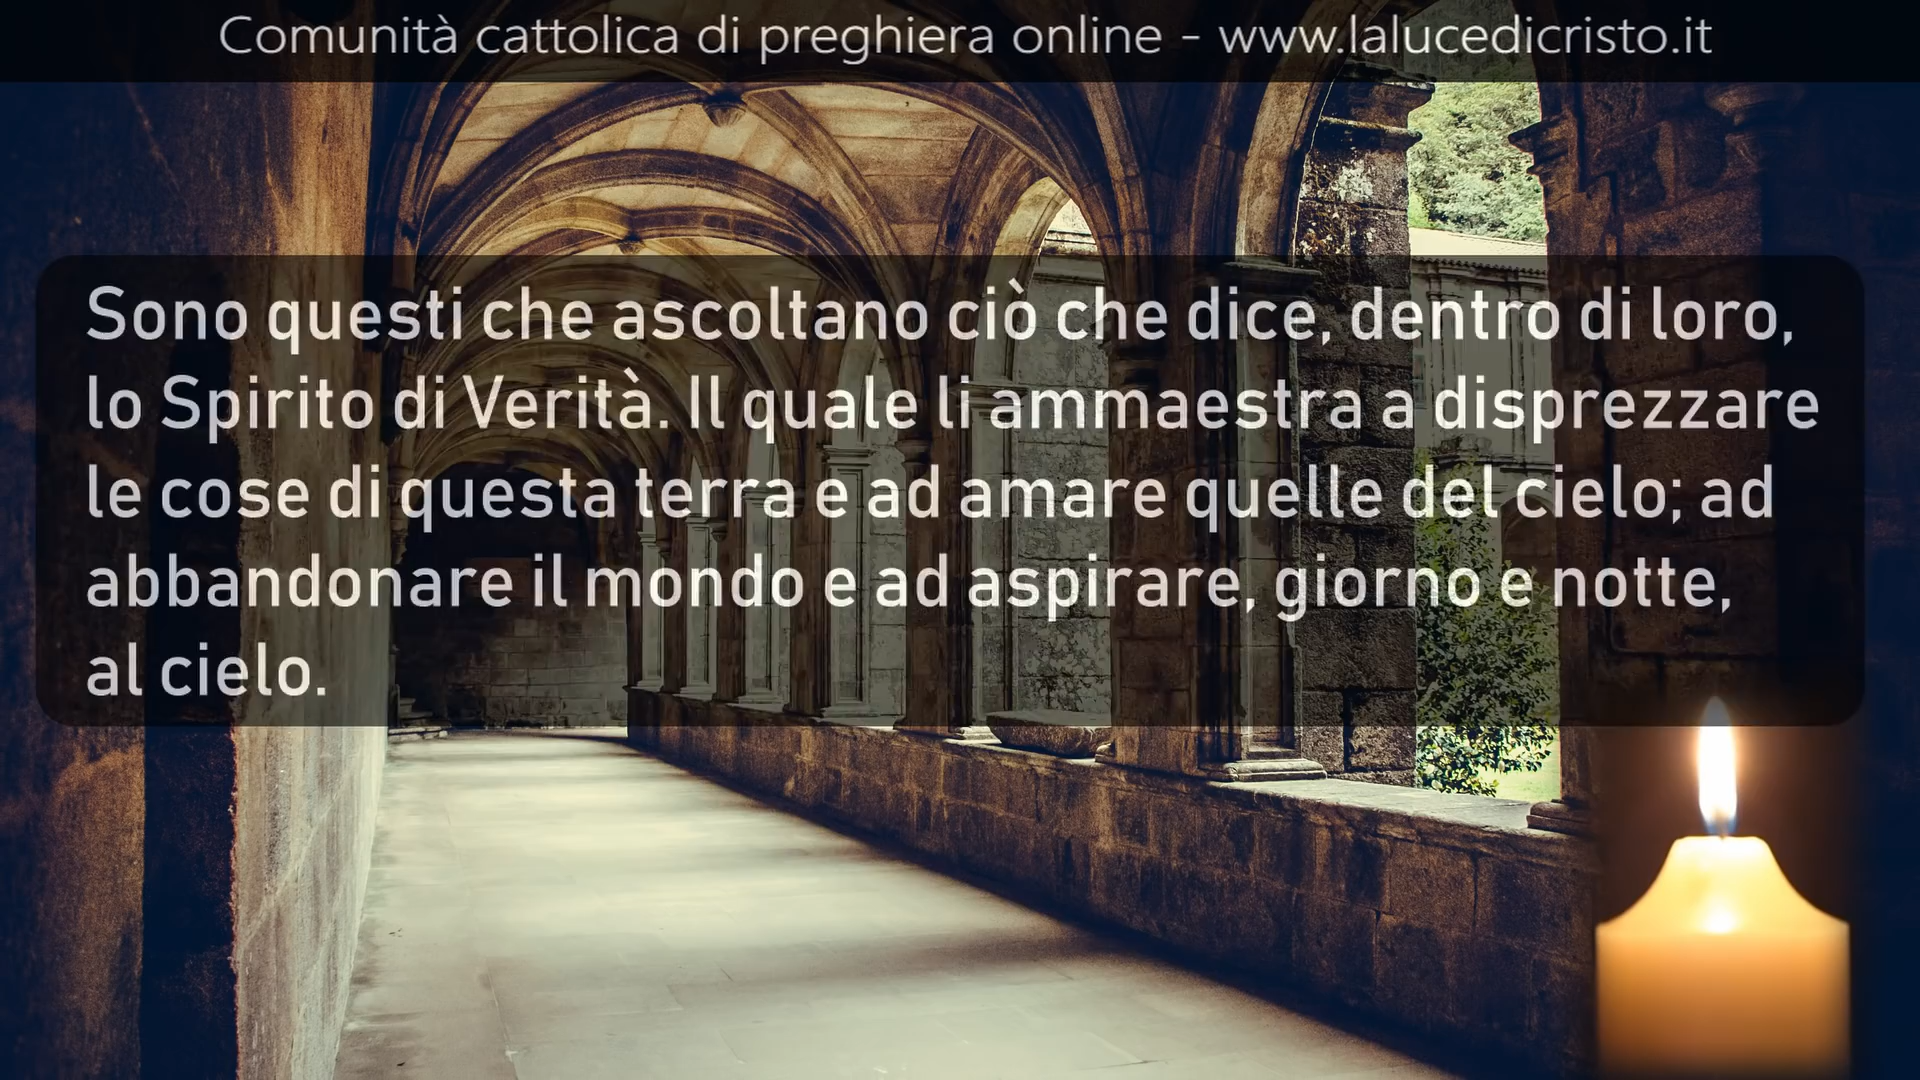 Comunità cattolica di preghiera online - www.lalucedicristo.it
Sono questi che ascoltano ciò che dice, dentro di loro,
lo Spirito di Verità. Il quale li ammaestra a disprezzare
le cose di questa terra e ad amare quelle del cielo; ad
abbandonare il mondo e ad aspirare, giorno e notte,
al cielo.